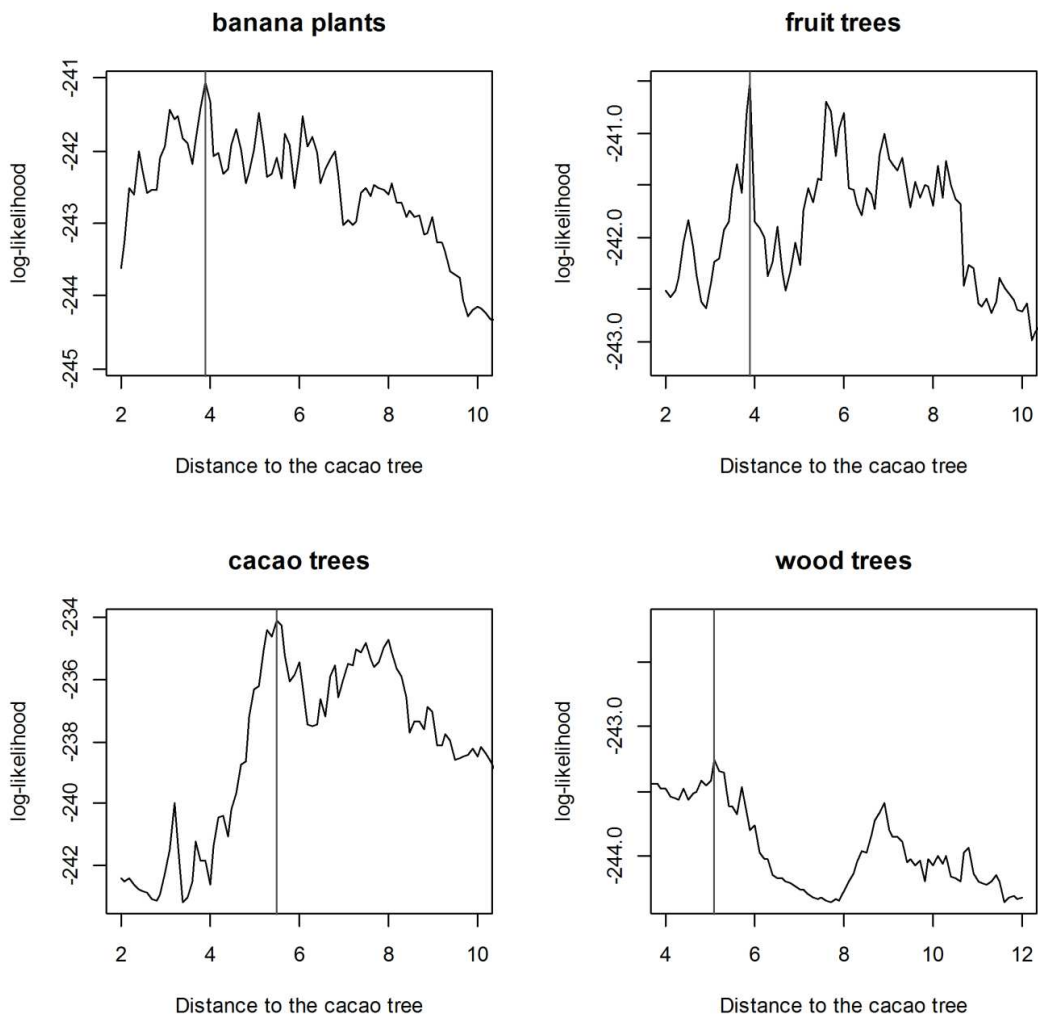 banana plants
log-likelihood
-241
-242
-243
-244
-245
2 4 6 8 10
Distance to the cacao tree
fruit trees
log-likelihood
-241.0
-242.0
-243.0
2 4 6 8 10
Distance to the cacao tree
cacao trees
log-likelihood
-234
-236
-238
-240
-242
2 4 6 8 10
Distance to the cacao tree
wood trees
log-likelihood
-243.0
-244.0
4 6 8 10 12
Distance to the cacao tree